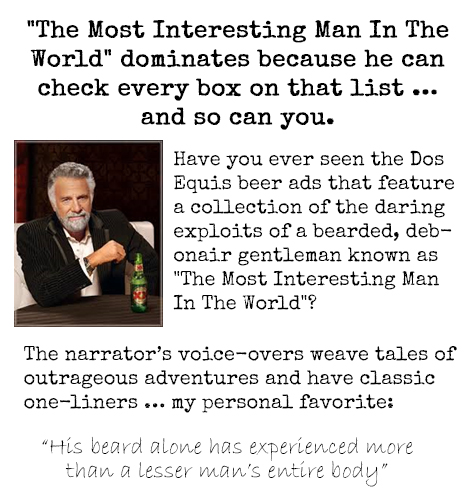 "The Most Interesting Man In The
World" dominates because he can
check every box on that list ...
and so can you.
Have you ever seen the Dos
Equis beer ads that feature
a collection of the daring
exploits of a bearded, deb-
onair gentleman known as
"The Most Interesting Man
In The World"?
The narrator's voice-overs weave tales of
outrageous adventures and have classic
one-liners ... my personal favorite:
“His beard alone has experienced more
than a lesser man's entire body”